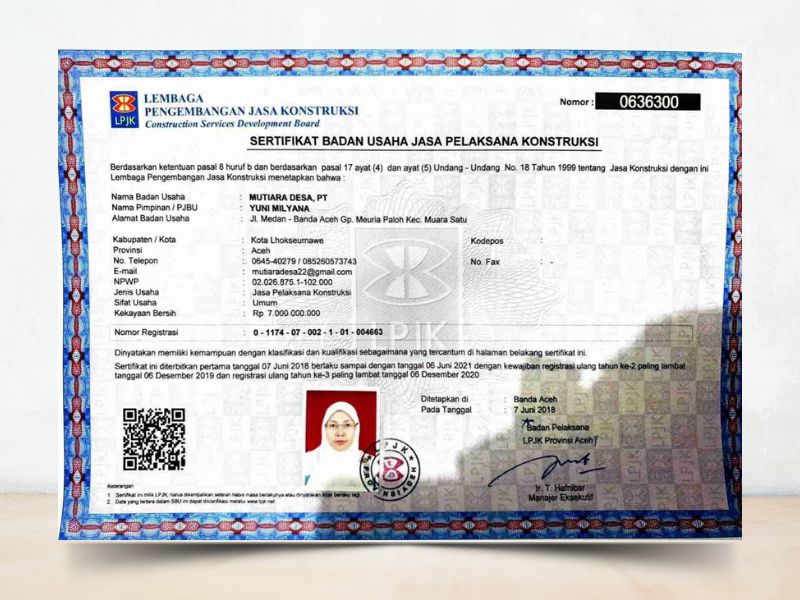 LPJK
LEMBAGA
PENGEMBANGAN JASA KONSTRUKSI
Construction Services Development Board
Nomor : 0636300
SERTIFIKAT BADAN USAHA JASA PELAKSANA KONSTRUKSI
Berdasarkan ketentuan pasal 8 huruf b dan berdasarkan pasal 17 ayat (4) dan ayat (5) Undang - Undang No. 18 Tahun 1999 tentang Jasa Konstruksi dengan ini
Lembaga Pengembangan Jasa Konstruksi menetapkan bahwa :
Nama Badan Usaha : MUTIARA DESA, PT
Nama Pimpinan / PJBU : YUNI MILYANA
Alamat Badan Usaha : Jl. Medan - Banda Aceh Gp. Meuria Paloh Kec. Muara Satu
Kabupaten / Kota : Kota Lhokseumawe Kodepos :
Provinsi : Aceh
No. Telepon : 0645-40279 / 085260573743 No. Fax : -
E-mail : mutiaradesa22@gmail.com
NPWP : 02.026.875.1-102.000
Jenis Usaha : Jasa Pelaksana Konstruksi
Sifat Usaha : Umum
Kekayaan Bersih : Rp 7.000.000.000
Nomor Registrasi : 0 - 1174 - 07 - 002 - 1 - 01 - 004663
LPJK
Dinyatakan memiliki kemampuan dengan klasifikasi dan kualifikasi sebagaimana yang tercantum di halaman belakang sertifikat ini.
Sertifikat ini diterbitkan pertama tanggal 07 Juni 2018 berlaku sampai dengan tanggal 06 Juni 2021 dengan kewajiban registrasi ulang tahun ke-2 paling lambat
tanggal 06 Desember 2019 dan registrasi ulang tahun ke-3 paling lambat tanggal 06 Desember 2020
Ditetapkan di : Banda Aceh
Pada Tanggal : 7 Juni 2018
Badan Pelaksana
LPJK Provinsi Aceh
LPJK
PROVINSI ACEH
Ir. T. Hafnibar
Manajer Eksekutif
Keterangan
1. Sertifikat ini milik LPJK, harus dikembalikan setelah habis masa berlakunya atau dinyatakan tidak berlaku lagi.
2. Data yang tertera dalam SBU ini dapat diklarifikasi melalui www.lpjk.net